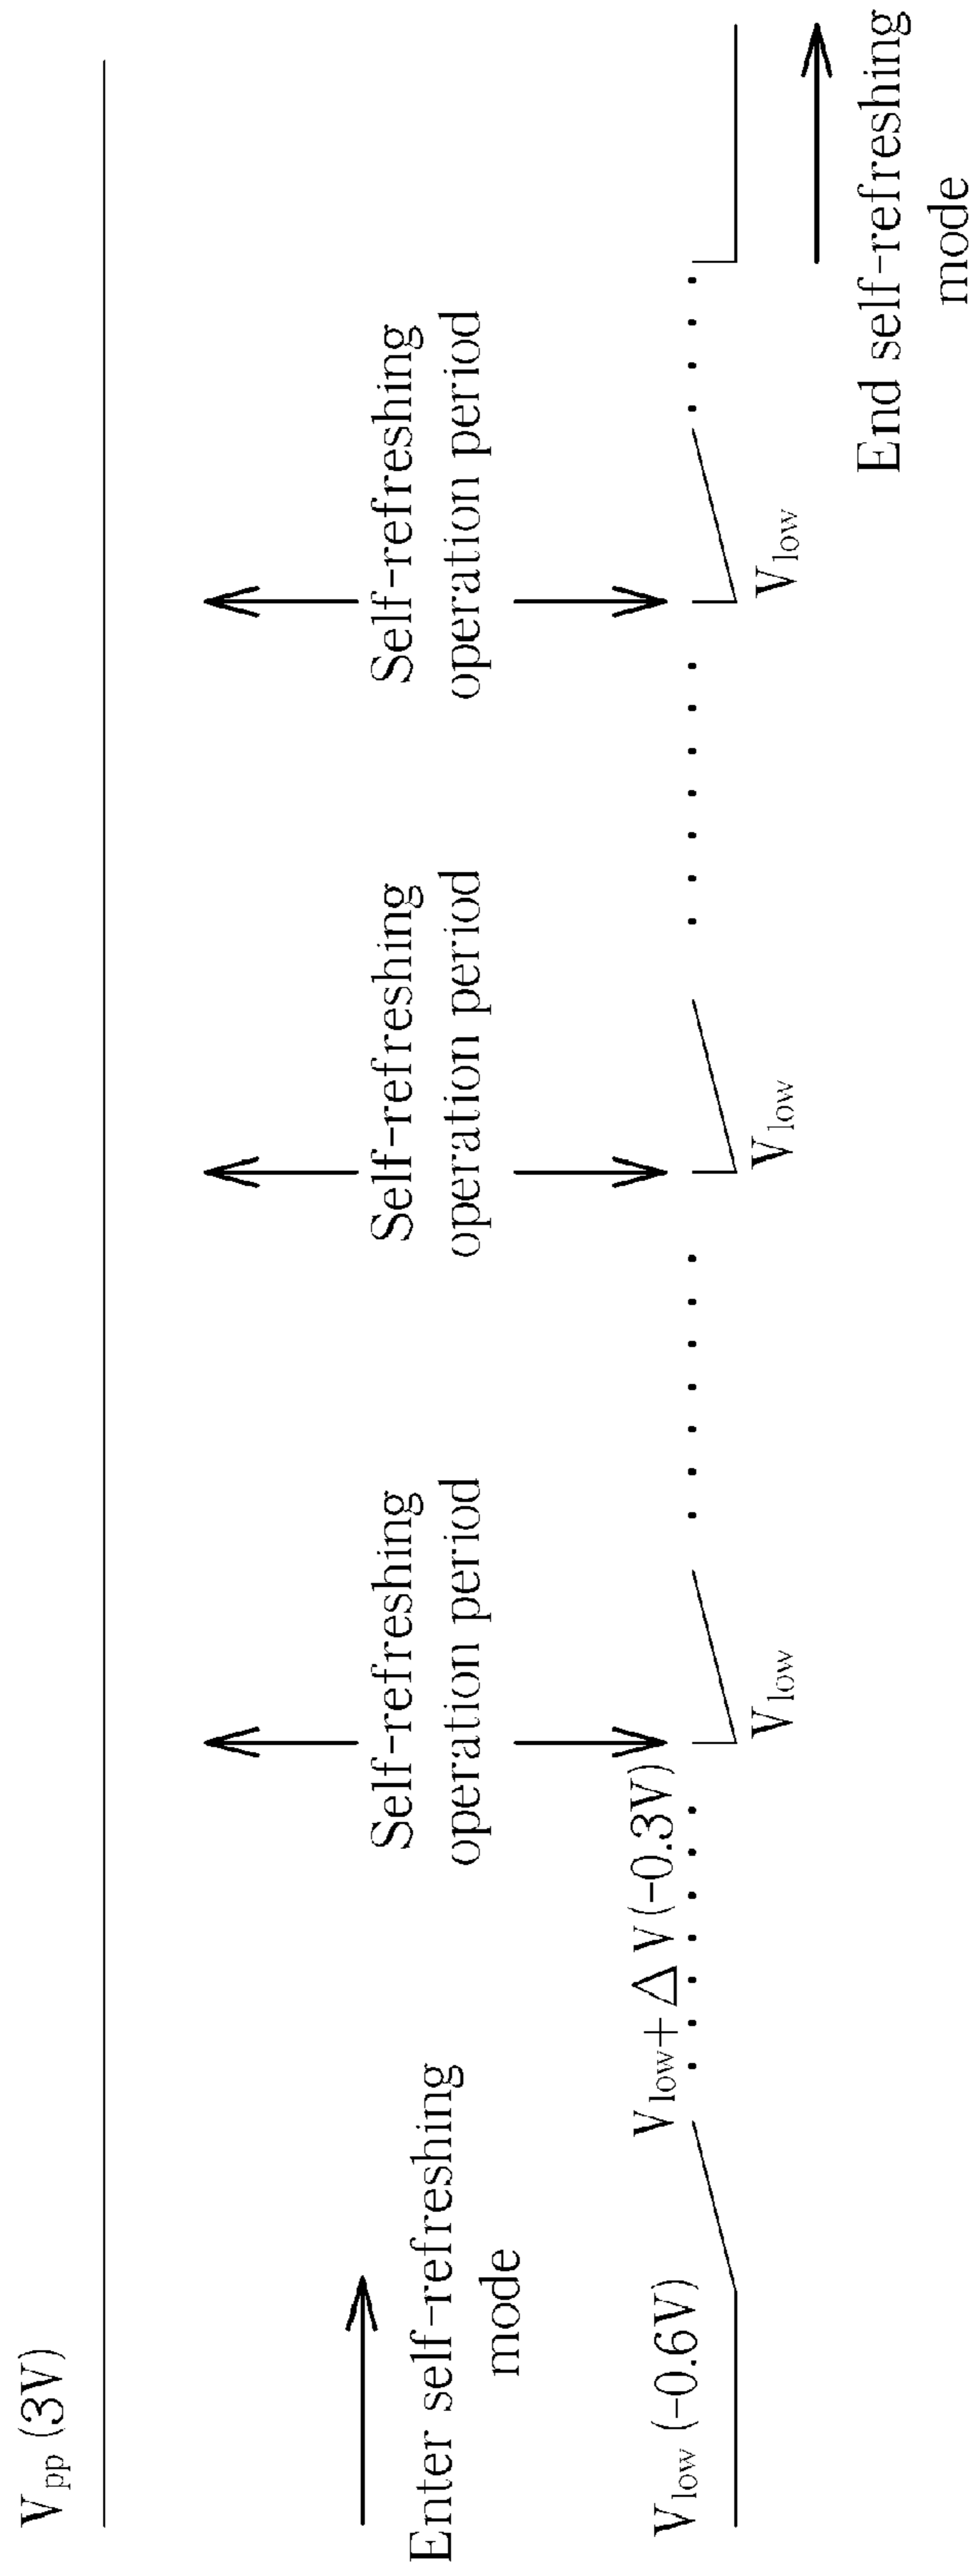 V_pp (3V)
Enter self-refreshing
mode
V_low (-0.6V)
V_low+ΔV(-0.3V)
Self-refreshing
operation period
V_low
Self-refreshing
operation period
V_low
Self-refreshing
operation period
V_low
End self-refreshing
mode